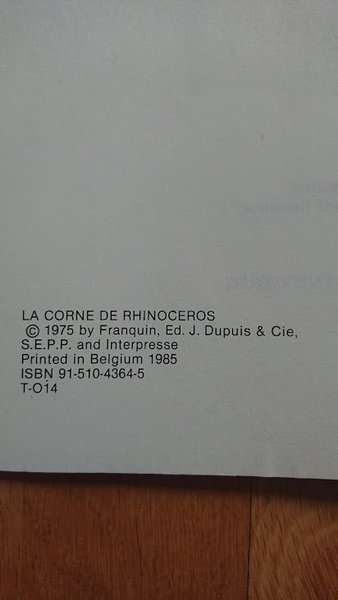 LA CORNE DE RHINOCEROS
© 1975 by Franquin, Ed. J. Dupuis & Cie,
S.E.P.P. and Interpresse
Printed in Belgium 1985
ISBN 91-510-4364-5
T-O14